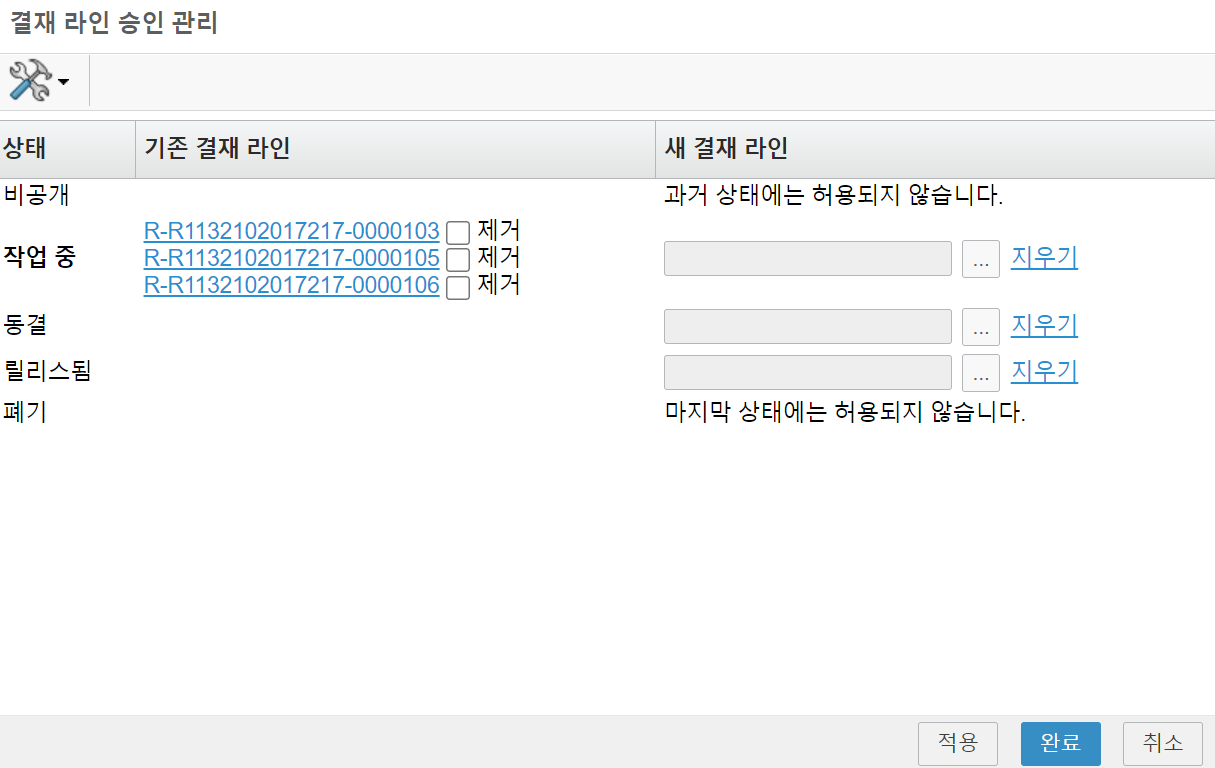 결재 라인 승인 관리
상태 기존 결재 라인 새 결재 라인
비공개 과거 상태에는 허용되지 않습니다.
R-R1132102017217-0000103 제거
작업 중 R-R1132102017217-0000105 제거 ... 지우기
R-R1132102017217-0000106 제거
동결 ... 지우기
릴리스됨 ... 지우기
폐기 마지막 상태에는 허용되지 않습니다.
적용 완료 취소